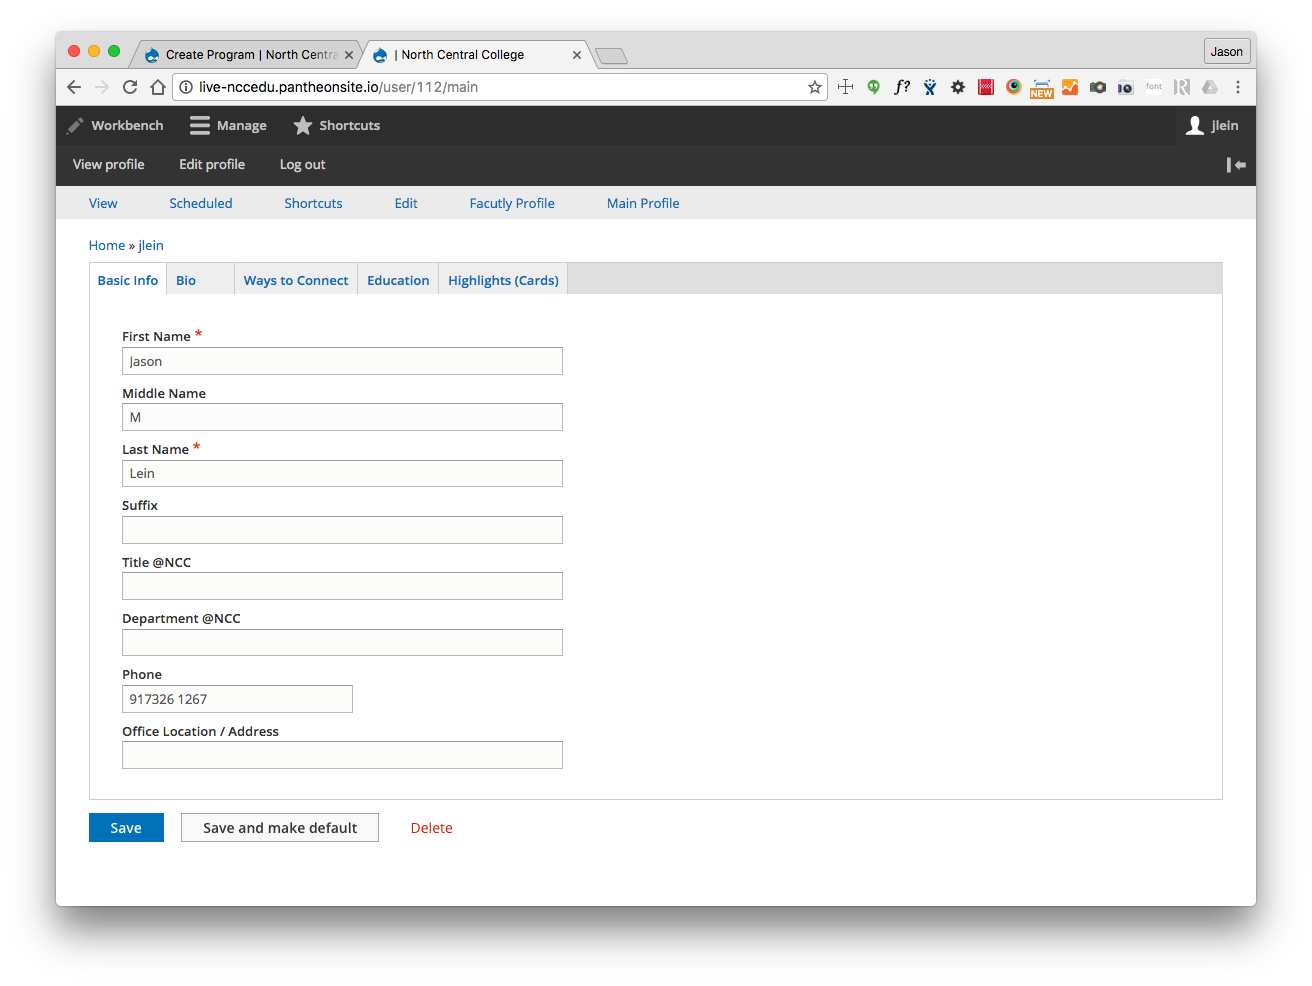 Create Program | North Centra
| North Central College
Jason
live-nccedu.pantheonsite.io/user/112/main
f?
NEW
font
R
Workbench
Manage
Shortcuts
jlein
View profile
Edit profile
Log out
View
Scheduled
Shortcuts
Edit
Facutly Profile
Main Profile
Home » jlein
Basic Info
Bio
Ways to Connect
Education
Highlights (Cards)
First Name *
Jason
Middle Name
M
Last Name *
Lein
Suffix
Title @NCC
Department @NCC
Phone
917326 1267
Office Location / Address
Save
Save and make default
Delete